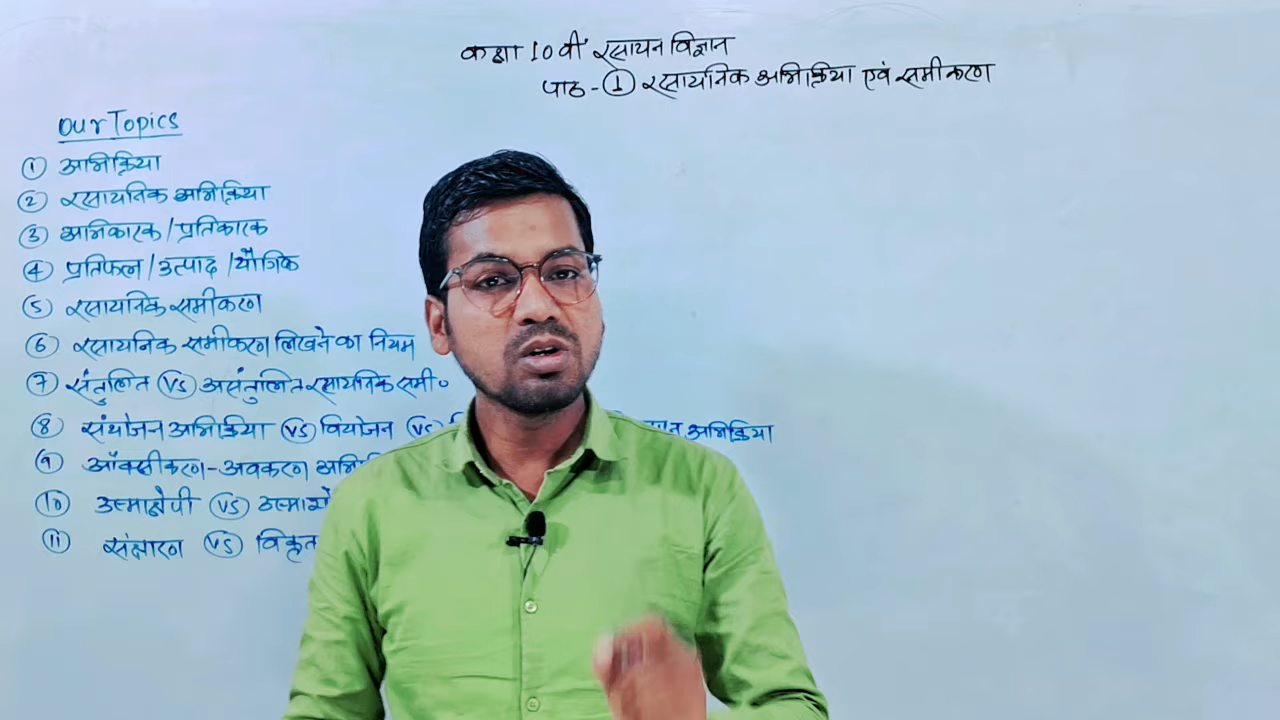 कक्षा 10वीं रसायन विज्ञान
पाठ-① रसायनिक अभिक्रिया एवं समीकरण
Our Topics
① अभिक्रिया
② रसायनिक अभिक्रिया
③ अभिकारक/प्रतिकारक
④ प्रतिफल/उत्पाद/यौगिक
⑤ रसायनिक समीकरण
⑥ रसायनिक समीकरण लिखने का नियम
⑦ संतुलित VS असंतुलित रसायनिक समी॰
⑧ संयोजन अभिक्रिया VS वियोजन VS अभिक्रिया
⑨ ऑक्सीकरण-अवकरण
⑩ उष्माक्षेपी VS
⑪ संक्षारण VS